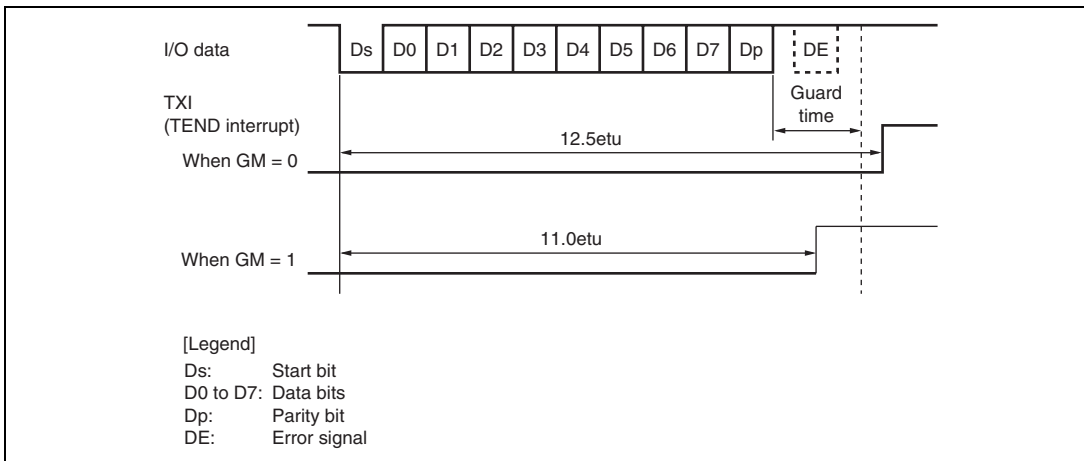 I/O data
Ds D0 D1 D2 D3 D4 D5 D6 D7 Dp DE
Guard
time
TXI
(TEND interrupt)
12.5etu
When GM = 0
11.0etu
When GM = 1
[Legend]
Ds: Start bit
D0 to D7: Data bits
Dp: Parity bit
DE: Error signal